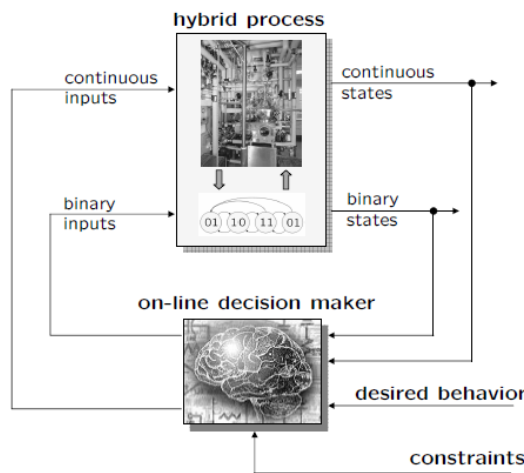 hybrid process
continuous
inputs
continuous
states
binary
inputs
binary
states
01 10 11 01
on-line decision maker
desired behavior
constraints